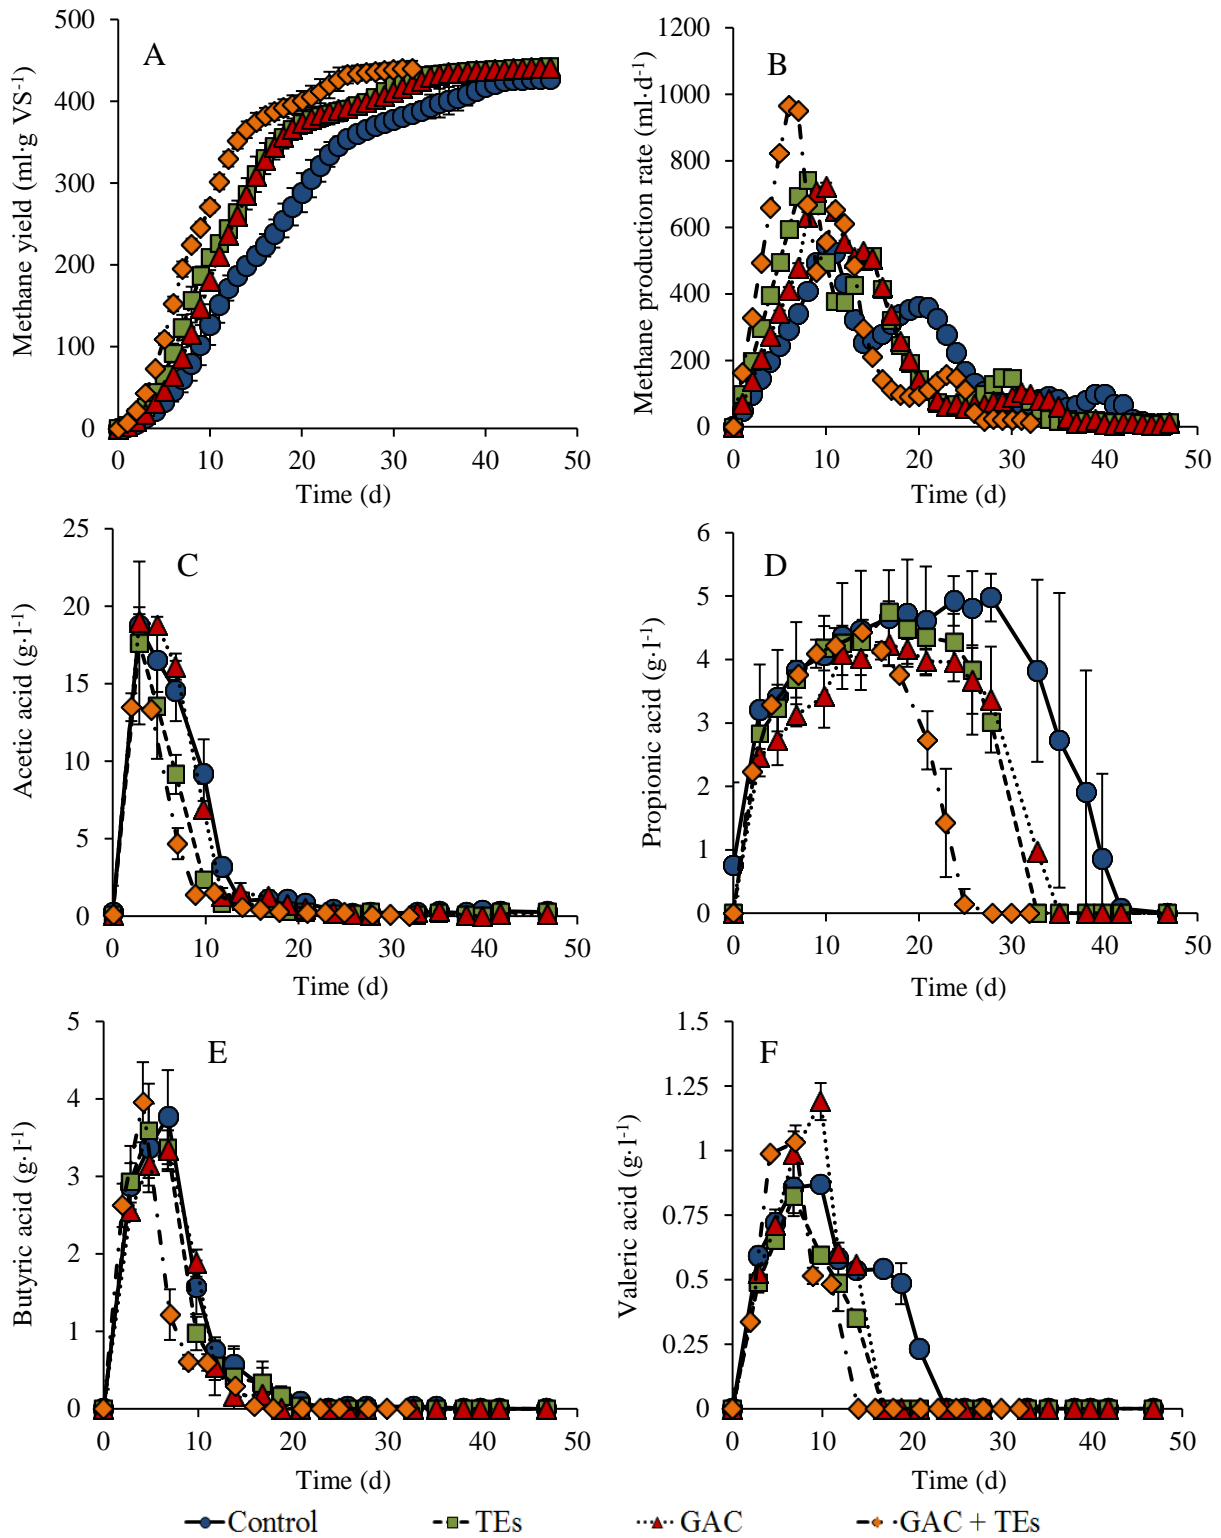 A
Methane yield (ml·g VS-1)
500
400
300
200
100
0
0 10 20 30 40 50
Time (d)
B
Methane production rate (ml·d-1)
1200
1000
800
600
400
200
0
0 10 20 30 40 50
Time (d)
C
Acetic acid (g·l-1)
25
20
15
10
5
0
0 10 20 30 40 50
Time (d)
D
Propionic acid (g·l-1)
6
5
4
3
2
1
0
0 10 20 30 40 50
Time (d)
E
Butyric acid (g·l-1)
5
4
3
2
1
0
0 10 20 30 40 50
Time (d)
F
Valeric acid (g·l-1)
1.5
1.25
1
0.75
0.5
0.25
0
0 10 20 30 40 50
Time (d)
Control TEs GAC GAC + TEs